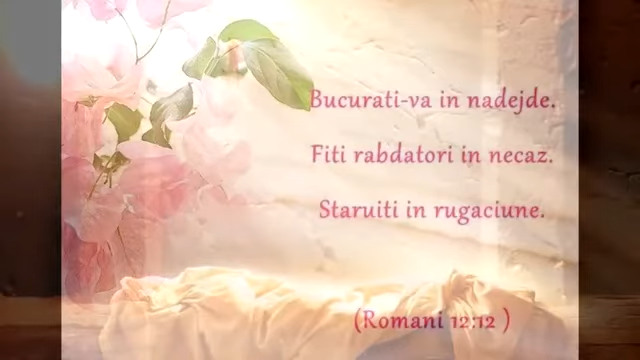 Bucurati-va in nadejde.
Fiti rabdatori in necaz.
Staruiti in rugaciune.
(Romani 12:12 )